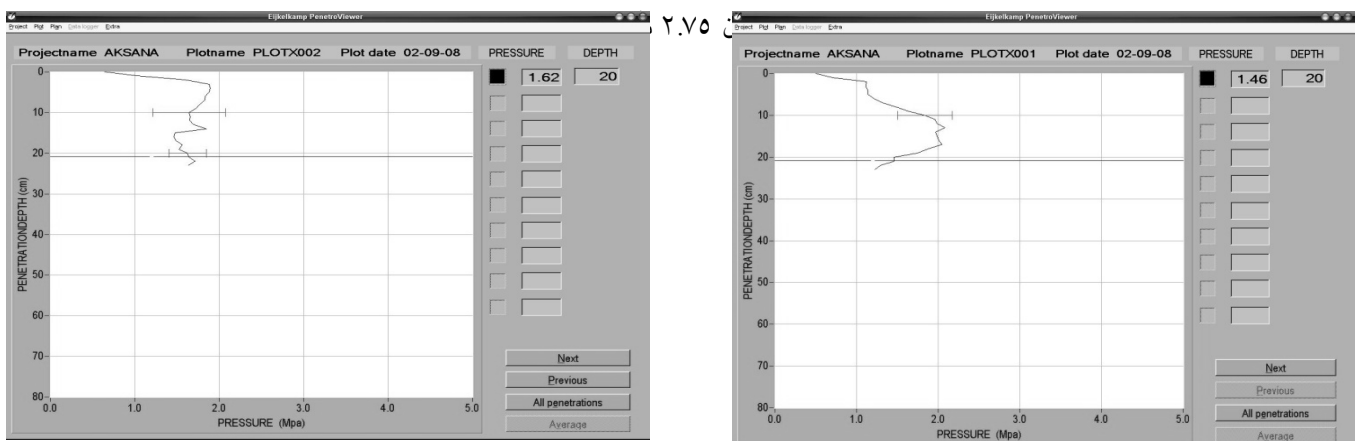 ن ۲.۷۵
Eijkelkamp PenetroViewer
Project Plot Plan Data logger Extra
Projectname AKSANA Plotname PLOTX002 Plot date 02-09-08 PRESSURE DEPTH
1.62 20
0
10
20
30
40
50
60
70
80
PENETRATIONDEPTH (cm)
0.0 1.0 2.0 3.0 4.0 5.0
PRESSURE (Mpa)
Next
Previous
All penetrations
Average
Eijkelkamp PenetroViewer
Project Plot Plan Data logger Extra
Projectname AKSANA Plotname PLOTX001 Plot date 02-09-08 PRESSURE DEPTH
1.46 20
0
10
20
30
40
50
60
70
80
PENETRATIONDEPTH (cm)
0.0 1.0 2.0 3.0 4.0 5.0
PRESSURE (Mpa)
Next
Previous
All penetrations
Average